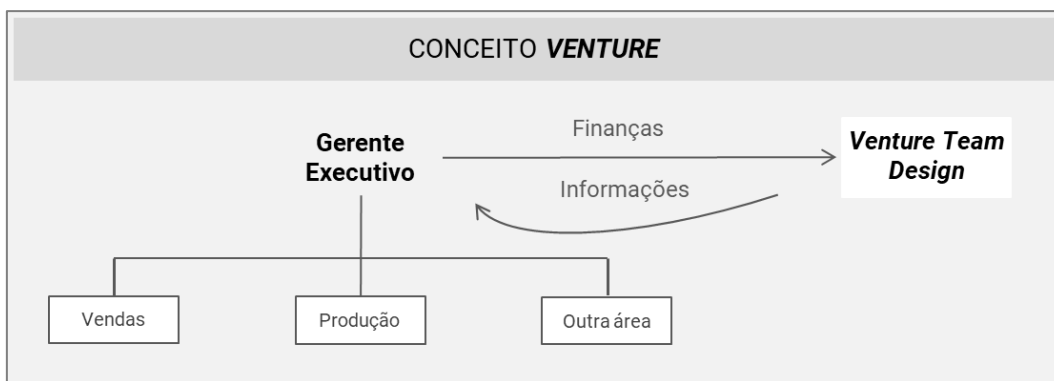 CONCEITO VENTURE
Finanças
Gerente
Executivo
Venture Team
Design
Informações
Vendas
Produção
Outra área